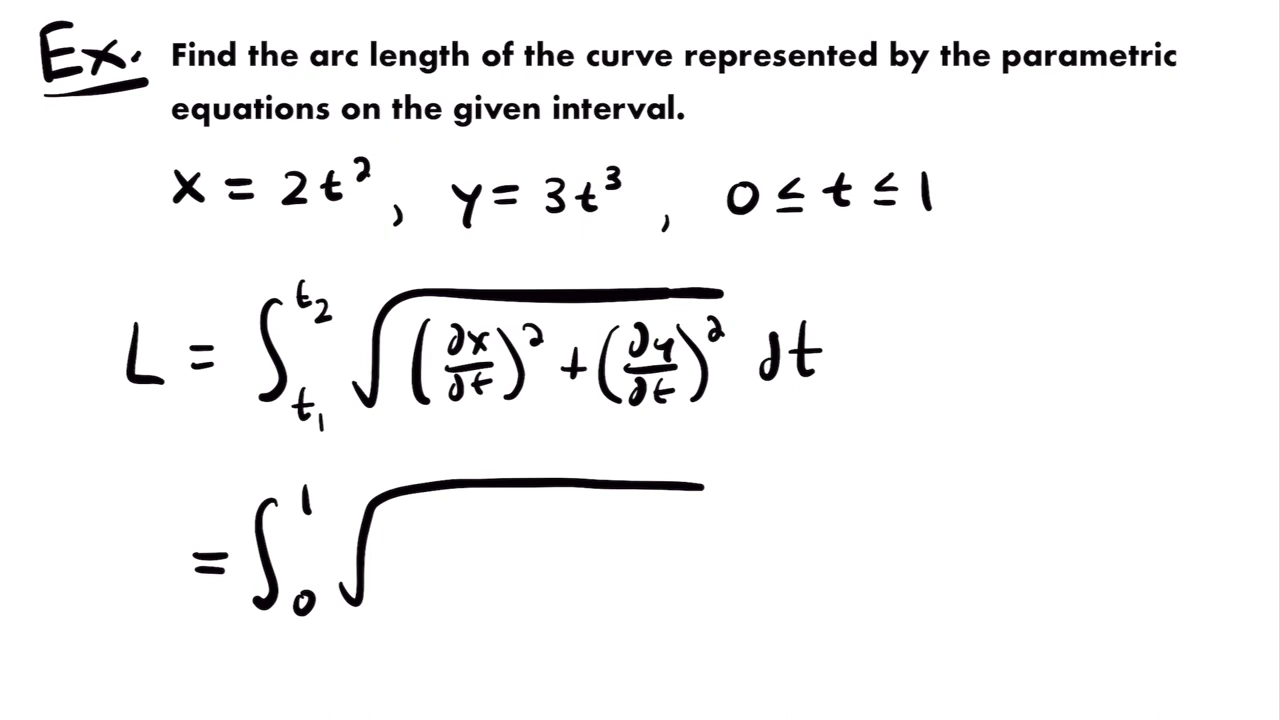 Ex. Find the arc length of the curve represented by the parametric
equations on the given interval.
x = 2t², y = 3t³, 0 ≤ t ≤ 1
L = ∫_{t₁}^{t₂} √((∂x/∂t)² + (∂y/∂t)²) dt
= ∫₀¹ √